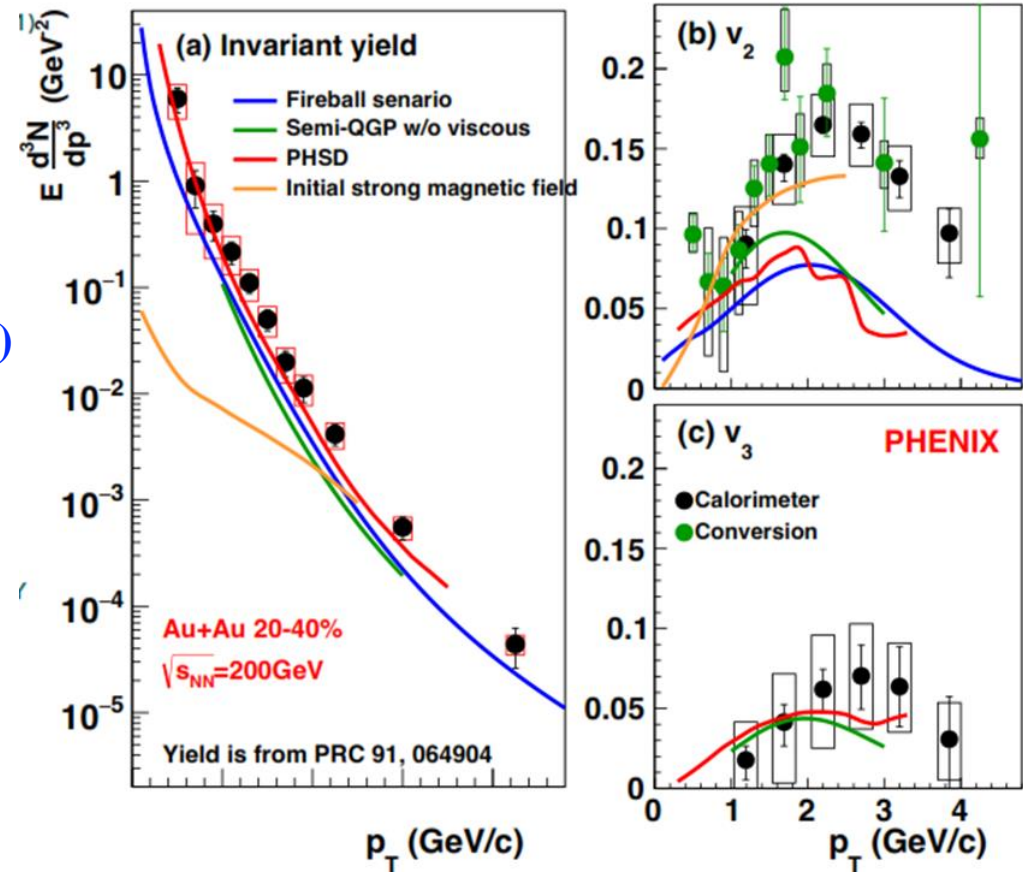 (a) Invariant yield
E d³N/dp³ (GeV⁻²)
10
1
10⁻¹
10⁻²
10⁻³
10⁻⁴
10⁻⁵
Fireball senario
Semi-QGP w/o viscous
PHSD
Initial strong magnetic field
Au+Au 20-40%
√sNN=200GeV
Yield is from PRC 91, 064904
pT (GeV/c)
(b) v2
0.2
0.15
0.1
0.05
0
(c) v3
PHENIX
0.2
Calorimeter
Conversion
0.15
0.1
0.05
0
0 1 2 3 4
pT (GeV/c)